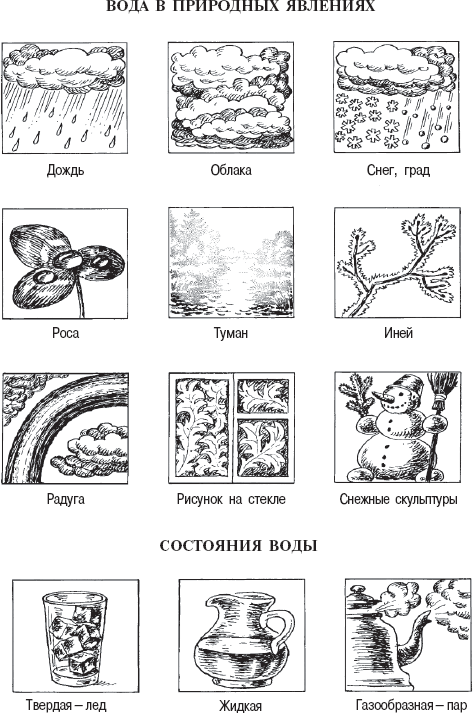 ВОДА В ПРИРОДНЫХ ЯВЛЕНИЯХ
Дождь
Облака
Снег, град
Роса
Туман
Иней
Радуга
Рисунок на стекле
Снежные скульптуры
СОСТОЯНИЯ ВОДЫ
Твердая – лед
Жидкая
Газообразная – пар